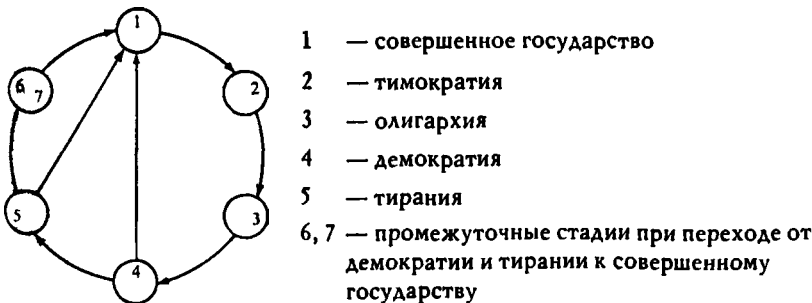 1
2
3
4
5
6, 7
1 — совершенное государство
2 — тимократия
3 — олигархия
4 — демократия
5 — тирания
6, 7 — промежуточные стадии при переходе от
демократии и тирании к совершенному
государству